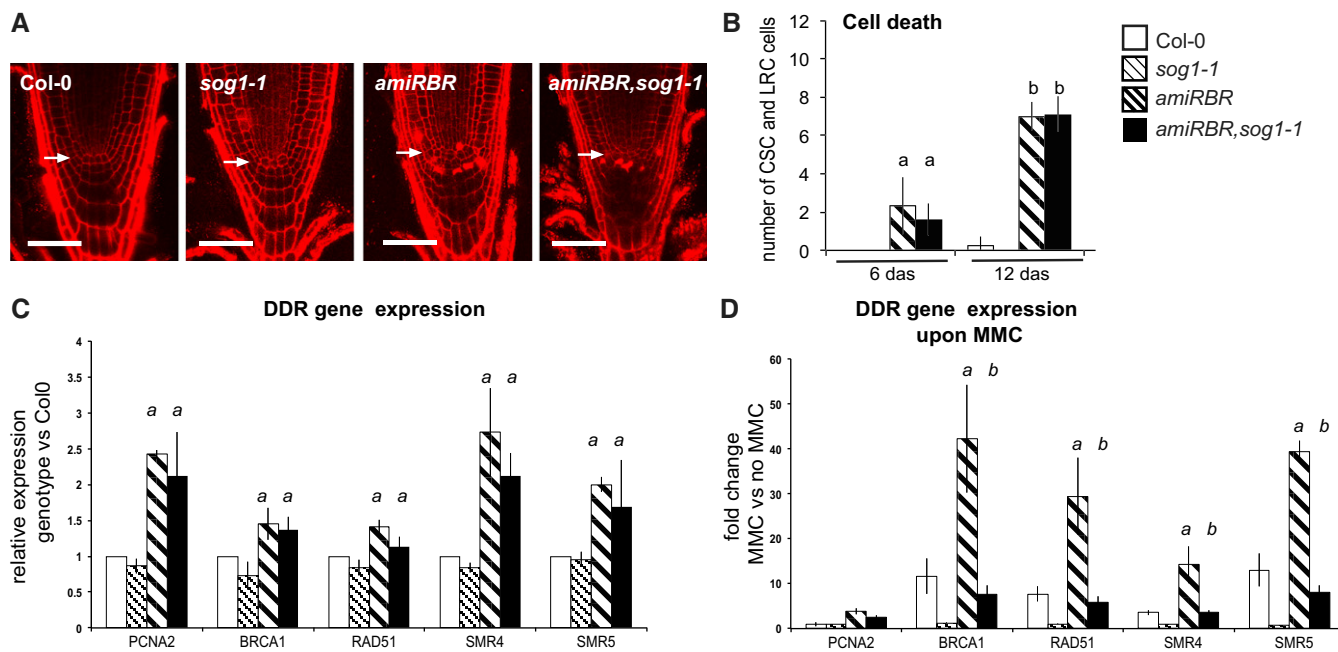 A
Col-0
sog1-1
amiRBR
amiRBR,sog1-1
B
Cell death
number of CSC and LRC cells
12
10
8
6
4
2
0
a a
b b
6 das
12 das
Col-0
sog1-1
amiRBR
amiRBR,sog1-1
C
DDR gene expression
relative expression
genotype vs Col0
4
3.5
3
2.5
2
1.5
1
0.5
0
a a
a a
a a
a a
a a
PCNA2
BRCA1
RAD51
SMR4
SMR5
D
DDR gene expression
upon MMC
fold change
MMC vs no MMC
60
50
40
30
20
10
0
a b
a b
a b
a b
PCNA2
BRCA1
RAD51
SMR4
SMR5